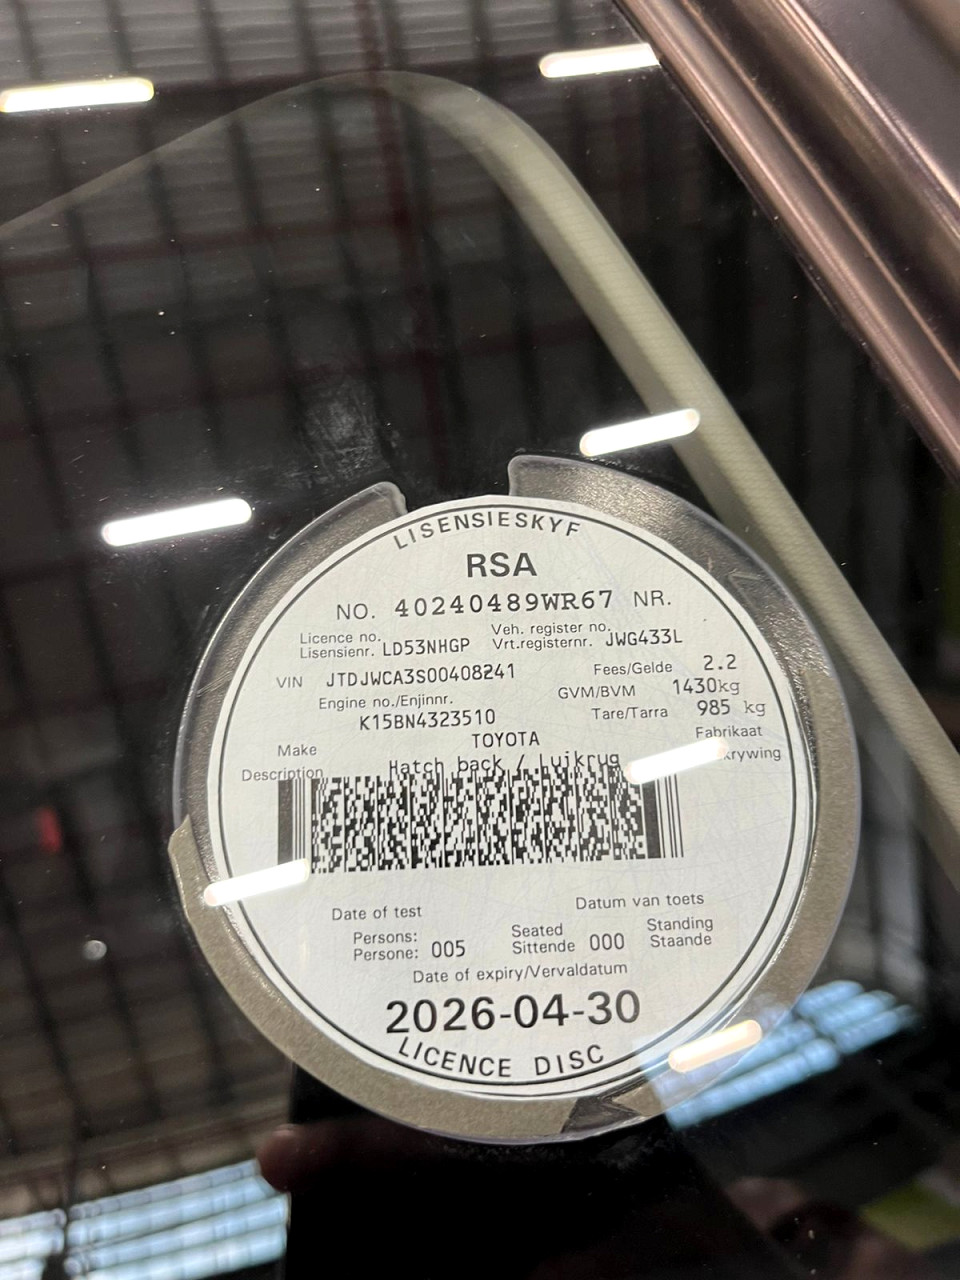 LISENSIESKYF
RSA
NO. 40240489WR67 NR.
Licence no. Lisensienr. LD53NHGP Veh. register no. Vrt.registernr. JWG433L
VIN JTDJWCA3S00408241 Fees/Gelde 2.2
Engine no./Enjinnr. GVM/BVM 1430kg
K15BN4323510 Tare/Tarra 985 kg
Make TOYOTA Fabrikaat
Description Hatch back / Luikrug
Date of test Datum van toets
Persons: Persone: 005 Seated Sittende 000 Standing Staande
Date of expiry/Vervaldatum
2026-04-30
LICENCE DISC